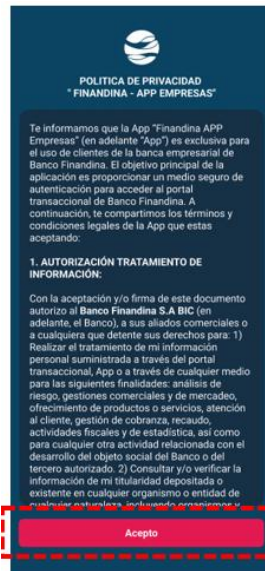 POLITICA DE PRIVACIDAD
" FINANDINA - APP EMPRESAS"
Te informamos que la App "Finandina APP
Empresas" (en adelante "App") es exclusiva para
el uso de clientes de la banca empresarial de
Banco Finandina. El objetivo principal de la
aplicación es proporcionar un medio seguro de
autenticación para acceder al portal
transaccional de Banco Finandina. A
continuación, te compartimos los términos y
condiciones legales de la App que estas
aceptando:
1. AUTORIZACIÓN TRATAMIENTO DE
INFORMACIÓN:
Con la aceptación y/o firma de este documento
autorizo al Banco Finandina S.A BIC (en
adelante, el Banco), a sus aliados comerciales o
a cualquiera que detente sus derechos para: 1)
Realizar el tratamiento de mi información
personal suministrada a través del portal
transaccional, App o a través de cualquier medio
para las siguientes finalidades: análisis de
riesgo, gestiones comerciales y de mercadeo,
ofrecimiento de productos o servicios, atención
al cliente, gestión de cobranza, recaudo,
actividades fiscales y de estadística, así como
para cualquier otra actividad relacionada con el
desarrollo del objeto social del Banco o del
tercero autorizado. 2) Consultar y/o verificar la
información de mi titularidad depositada o
existente en cualquier organismo o entidad de
cualquier naturaleza, incluyendo organismos y
Acepto